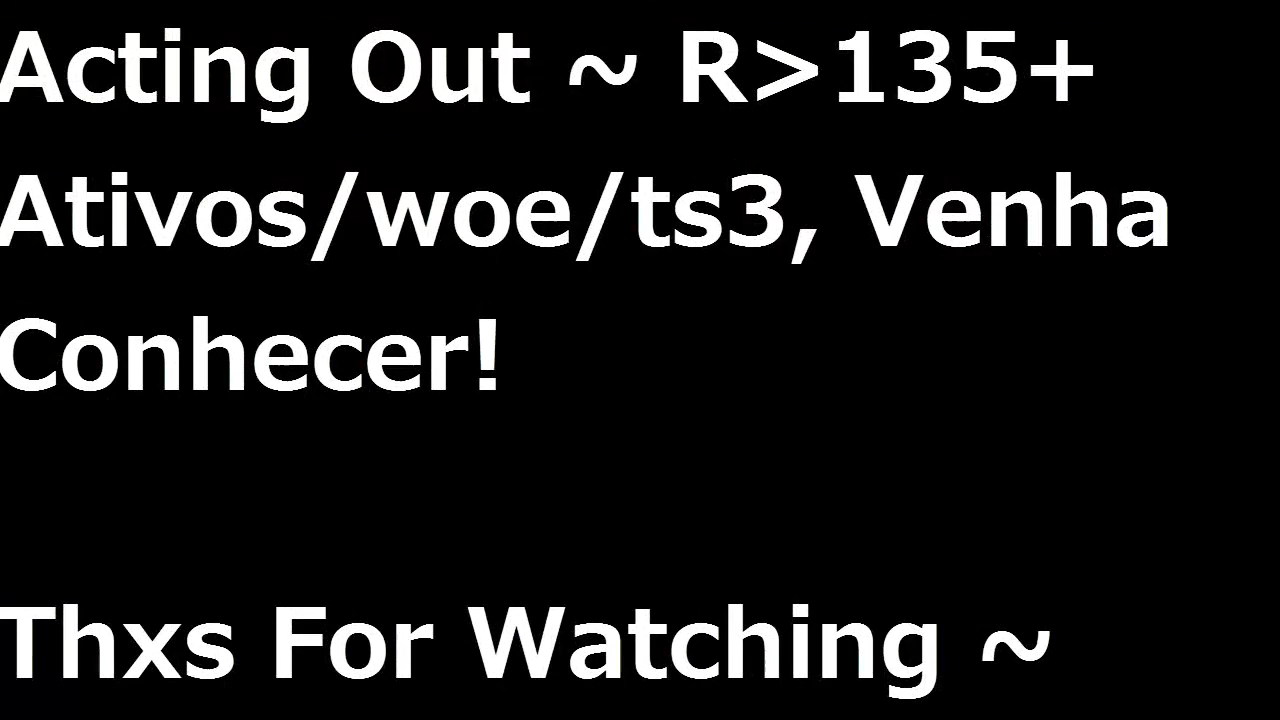 Acting Out ~ R>135+
Ativos/woe/ts3, Venha
Conhecer!
Thxs For Watching ~